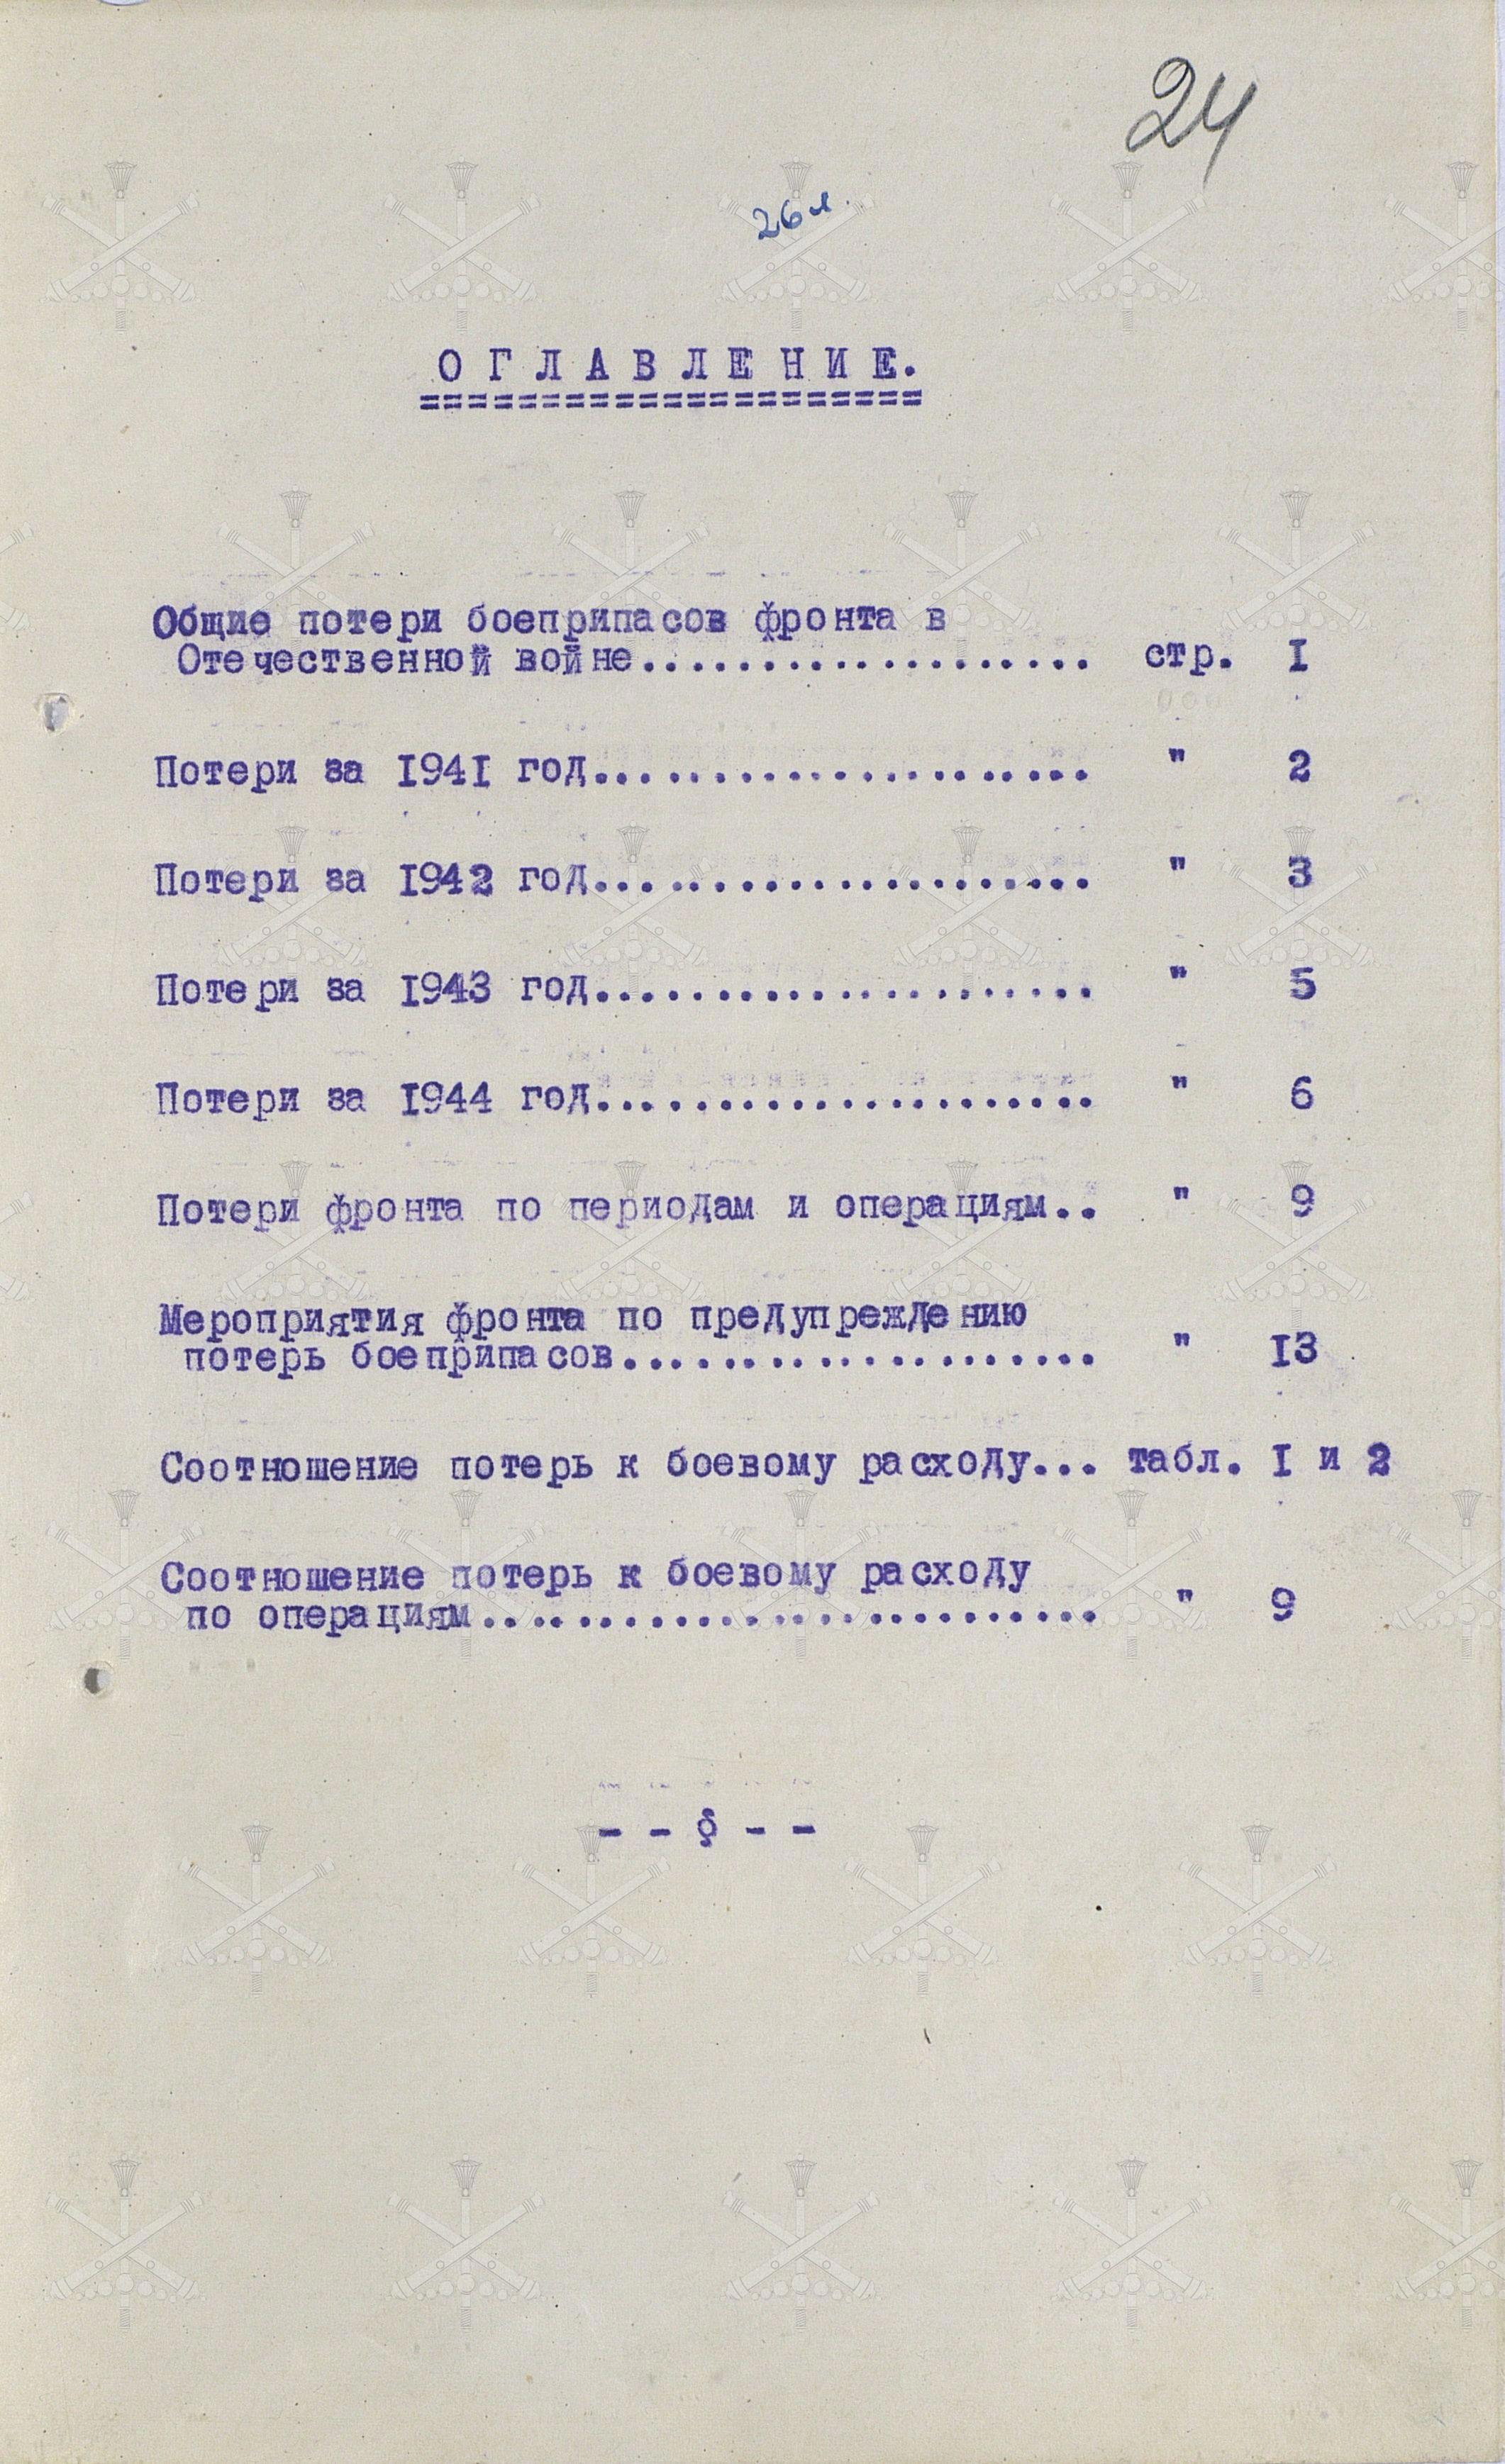 24
26 л.
О Г Л А В Л Е Н И Е.
=====================
Общие потери боеприпасов фронта в
Отечественной войне................... стр. I
Потери за 1941 год..................... " 2
Потери за 1942 год..................... " 3
Потери за 1943 год..................... " 5
Потери за 1944 год..................... " 6
Потери фронта по периодам и операциям.. " 9
Мероприятия фронта по предупреждению
потерь боеприпасов.................... " 13
Соотношение потерь к боевому расходу... табл. I и 2
Соотношение потерь к боевому расходу
по операциям.......................... " 9